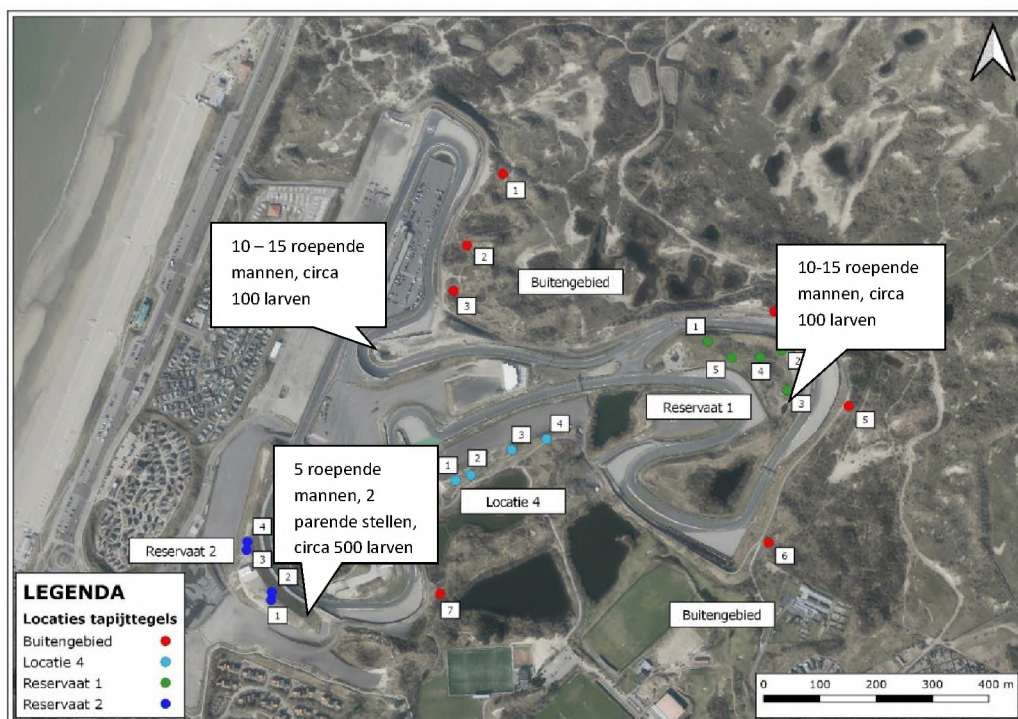 1
2
3
Buitengebied
10 – 15 roepende
mannen, circa
100 larven
10-15 roepende
mannen, circa
100 larven
1
5
4
2
3
Reservaat 1
5
4
3
2
1
Locatie 4
5 roepende
mannen, 2
parende stellen,
circa 500 larven
Reservaat 2
4
3
2
1
6
7
Buitengebied
LEGENDA
Locaties tapijttegels
Buitengebied
Locatie 4
Reservaat 1
Reservaat 2
0 100 200 300 400 m